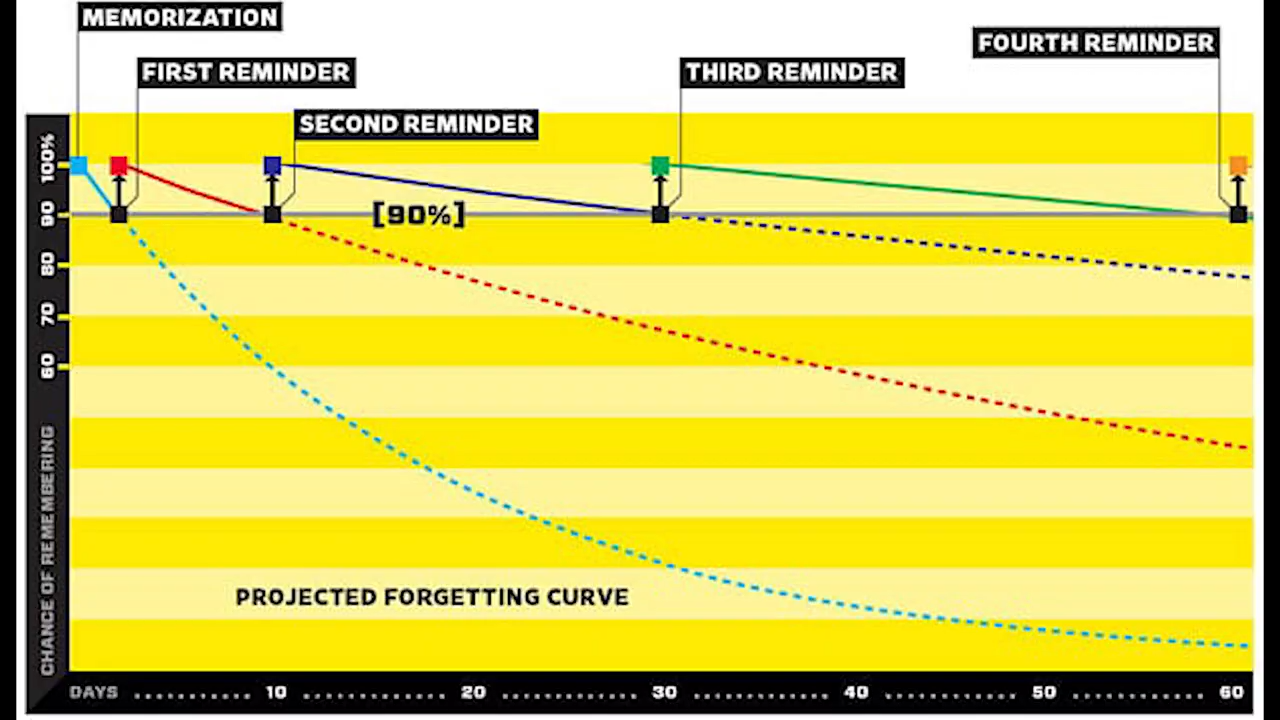 MEMORIZATION
FOURTH REMINDER
FIRST REMINDER
THIRD REMINDER
SECOND REMINDER
100%
90
[90%]
80
70
60
CHANCE OF REMEMBERING
PROJECTED FORGETTING CURVE
DAYS 10 20 30 40 50 60